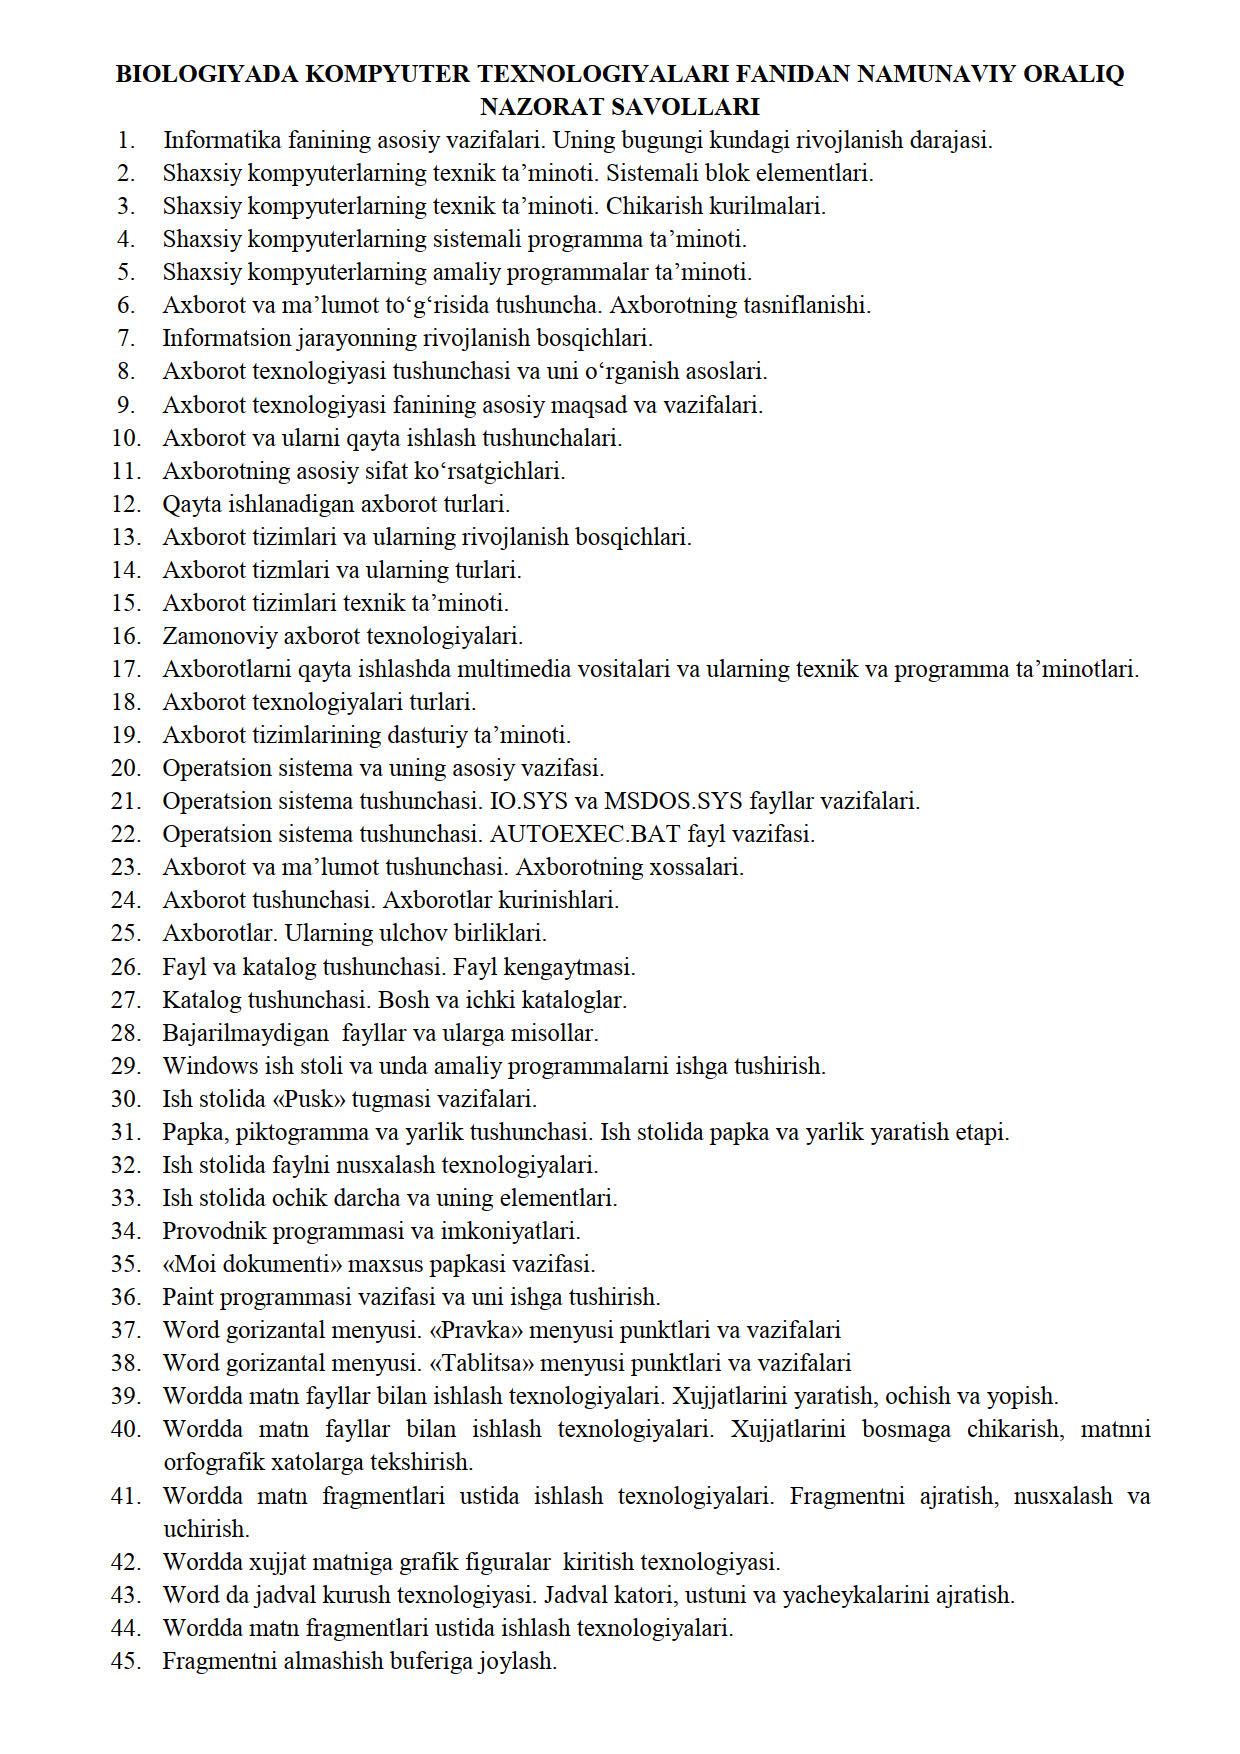 BIOLOGIYADA KOMPYUTER TEXNOLOGIYALARI FANIDAN NAMUNAVIY ORALIQ
NAZORAT SAVOLLARI
1. Informatika fanining asosiy vazifalari. Uning bugungi kundagi rivojlanish darajasi.
2. Shaxsiy kompyuterlarning texnik ta’minoti. Sistemali blok elementlari.
3. Shaxsiy kompyuterlarning texnik ta’minoti. Chikarish kurilmalari.
4. Shaxsiy kompyuterlarning sistemali programma ta’minoti.
5. Shaxsiy kompyuterlarning amaliy programmalar ta’minoti.
6. Axborot va ma’lumot to‘g‘risida tushuncha. Axborotning tasniflanishi.
7. Informatsion jarayonning rivojlanish bosqichlari.
8. Axborot texnologiyasi tushunchasi va uni o‘rganish asoslari.
9. Axborot texnologiyasi fanining asosiy maqsad va vazifalari.
10. Axborot va ularni qayta ishlash tushunchalari.
11. Axborotning asosiy sifat ko‘rsatgichlari.
12. Qayta ishlanadigan axborot turlari.
13. Axborot tizimlari va ularning rivojlanish bosqichlari.
14. Axborot tizmlari va ularning turlari.
15. Axborot tizimlari texnik ta’minoti.
16. Zamonoviy axborot texnologiyalari.
17. Axborotlarni qayta ishlashda multimedia vositalari va ularning texnik va programma ta’minotlari.
18. Axborot texnologiyalari turlari.
19. Axborot tizimlarining dasturiy ta’minoti.
20. Operatsion sistema va uning asosiy vazifasi.
21. Operatsion sistema tushunchasi. IO.SYS va MSDOS.SYS fayllar vazifalari.
22. Operatsion sistema tushunchasi. AUTOEXEC.BAT fayl vazifasi.
23. Axborot va ma’lumot tushunchasi. Axborotning xossalari.
24. Axborot tushunchasi. Axborotlar kurinishlari.
25. Axborotlar. Ularning ulchov birliklari.
26. Fayl va katalog tushunchasi. Fayl kengaytmasi.
27. Katalog tushunchasi. Bosh va ichki kataloglar.
28. Bajarilmaydigan  fayllar va ularga misollar.
29. Windows ish stoli va unda amaliy programmalarni ishga tushirish.
30. Ish stolida «Pusk» tugmasi vazifalari.
31. Papka, piktogramma va yarlik tushunchasi. Ish stolida papka va yarlik yaratish etapi.
32. Ish stolida faylni nusxalash texnologiyalari.
33. Ish stolida ochik darcha va uning elementlari.
34. Provodnik programmasi va imkoniyatlari.
35. «Moi dokumenti» maxsus papkasi vazifasi.
36. Paint programmasi vazifasi va uni ishga tushirish.
37. Word gorizantal menyusi. «Pravka» menyusi punktlari va vazifalari
38. Word gorizantal menyusi. «Tablitsa» menyusi punktlari va vazifalari
39. Wordda matn fayllar bilan ishlash texnologiyalari. Xujjatlarini yaratish, ochish va yopish.
40. Wordda matn fayllar bilan ishlash texnologiyalari. Xujjatlarini bosmaga chikarish, matnni
orfografik xatolarga tekshirish.
41. Wordda matn fragmentlari ustida ishlash texnologiyalari. Fragmentni ajratish, nusxalash va
uchirish.
42. Wordda xujjat matniga grafik figuralar  kiritish texnologiyasi.
43. Word da jadval kurush texnologiyasi. Jadval katori, ustuni va yacheykalarini ajratish.
44. Wordda matn fragmentlari ustida ishlash texnologiyalari.
45. Fragmentni almashish buferiga joylash.